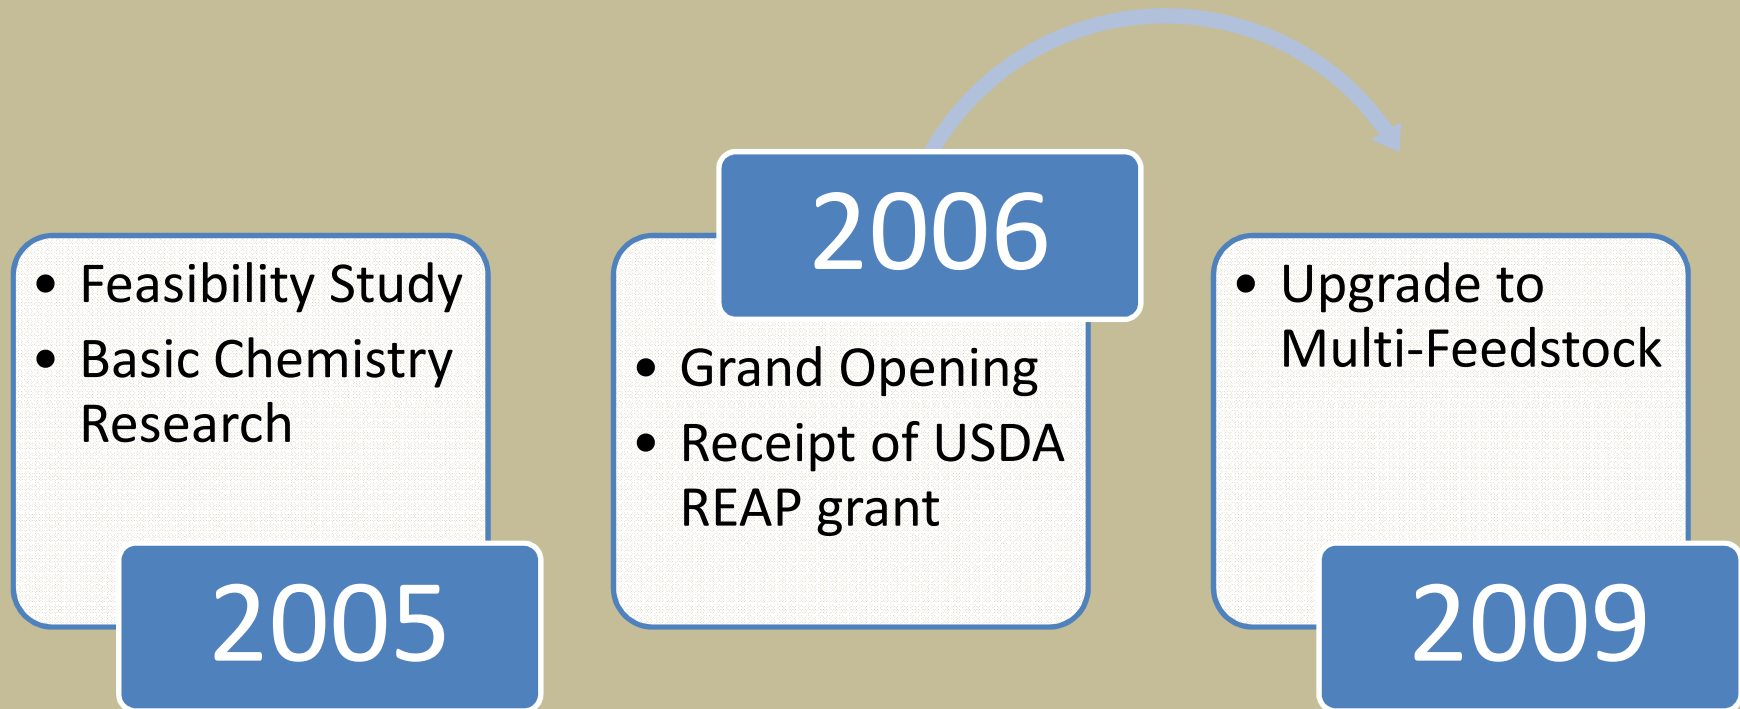 • Feasibility Study
• Basic Chemistry
Research
2005
2006
• Grand Opening
• Receipt of USDA
REAP grant
• Upgrade to
Multi-Feedstock
2009